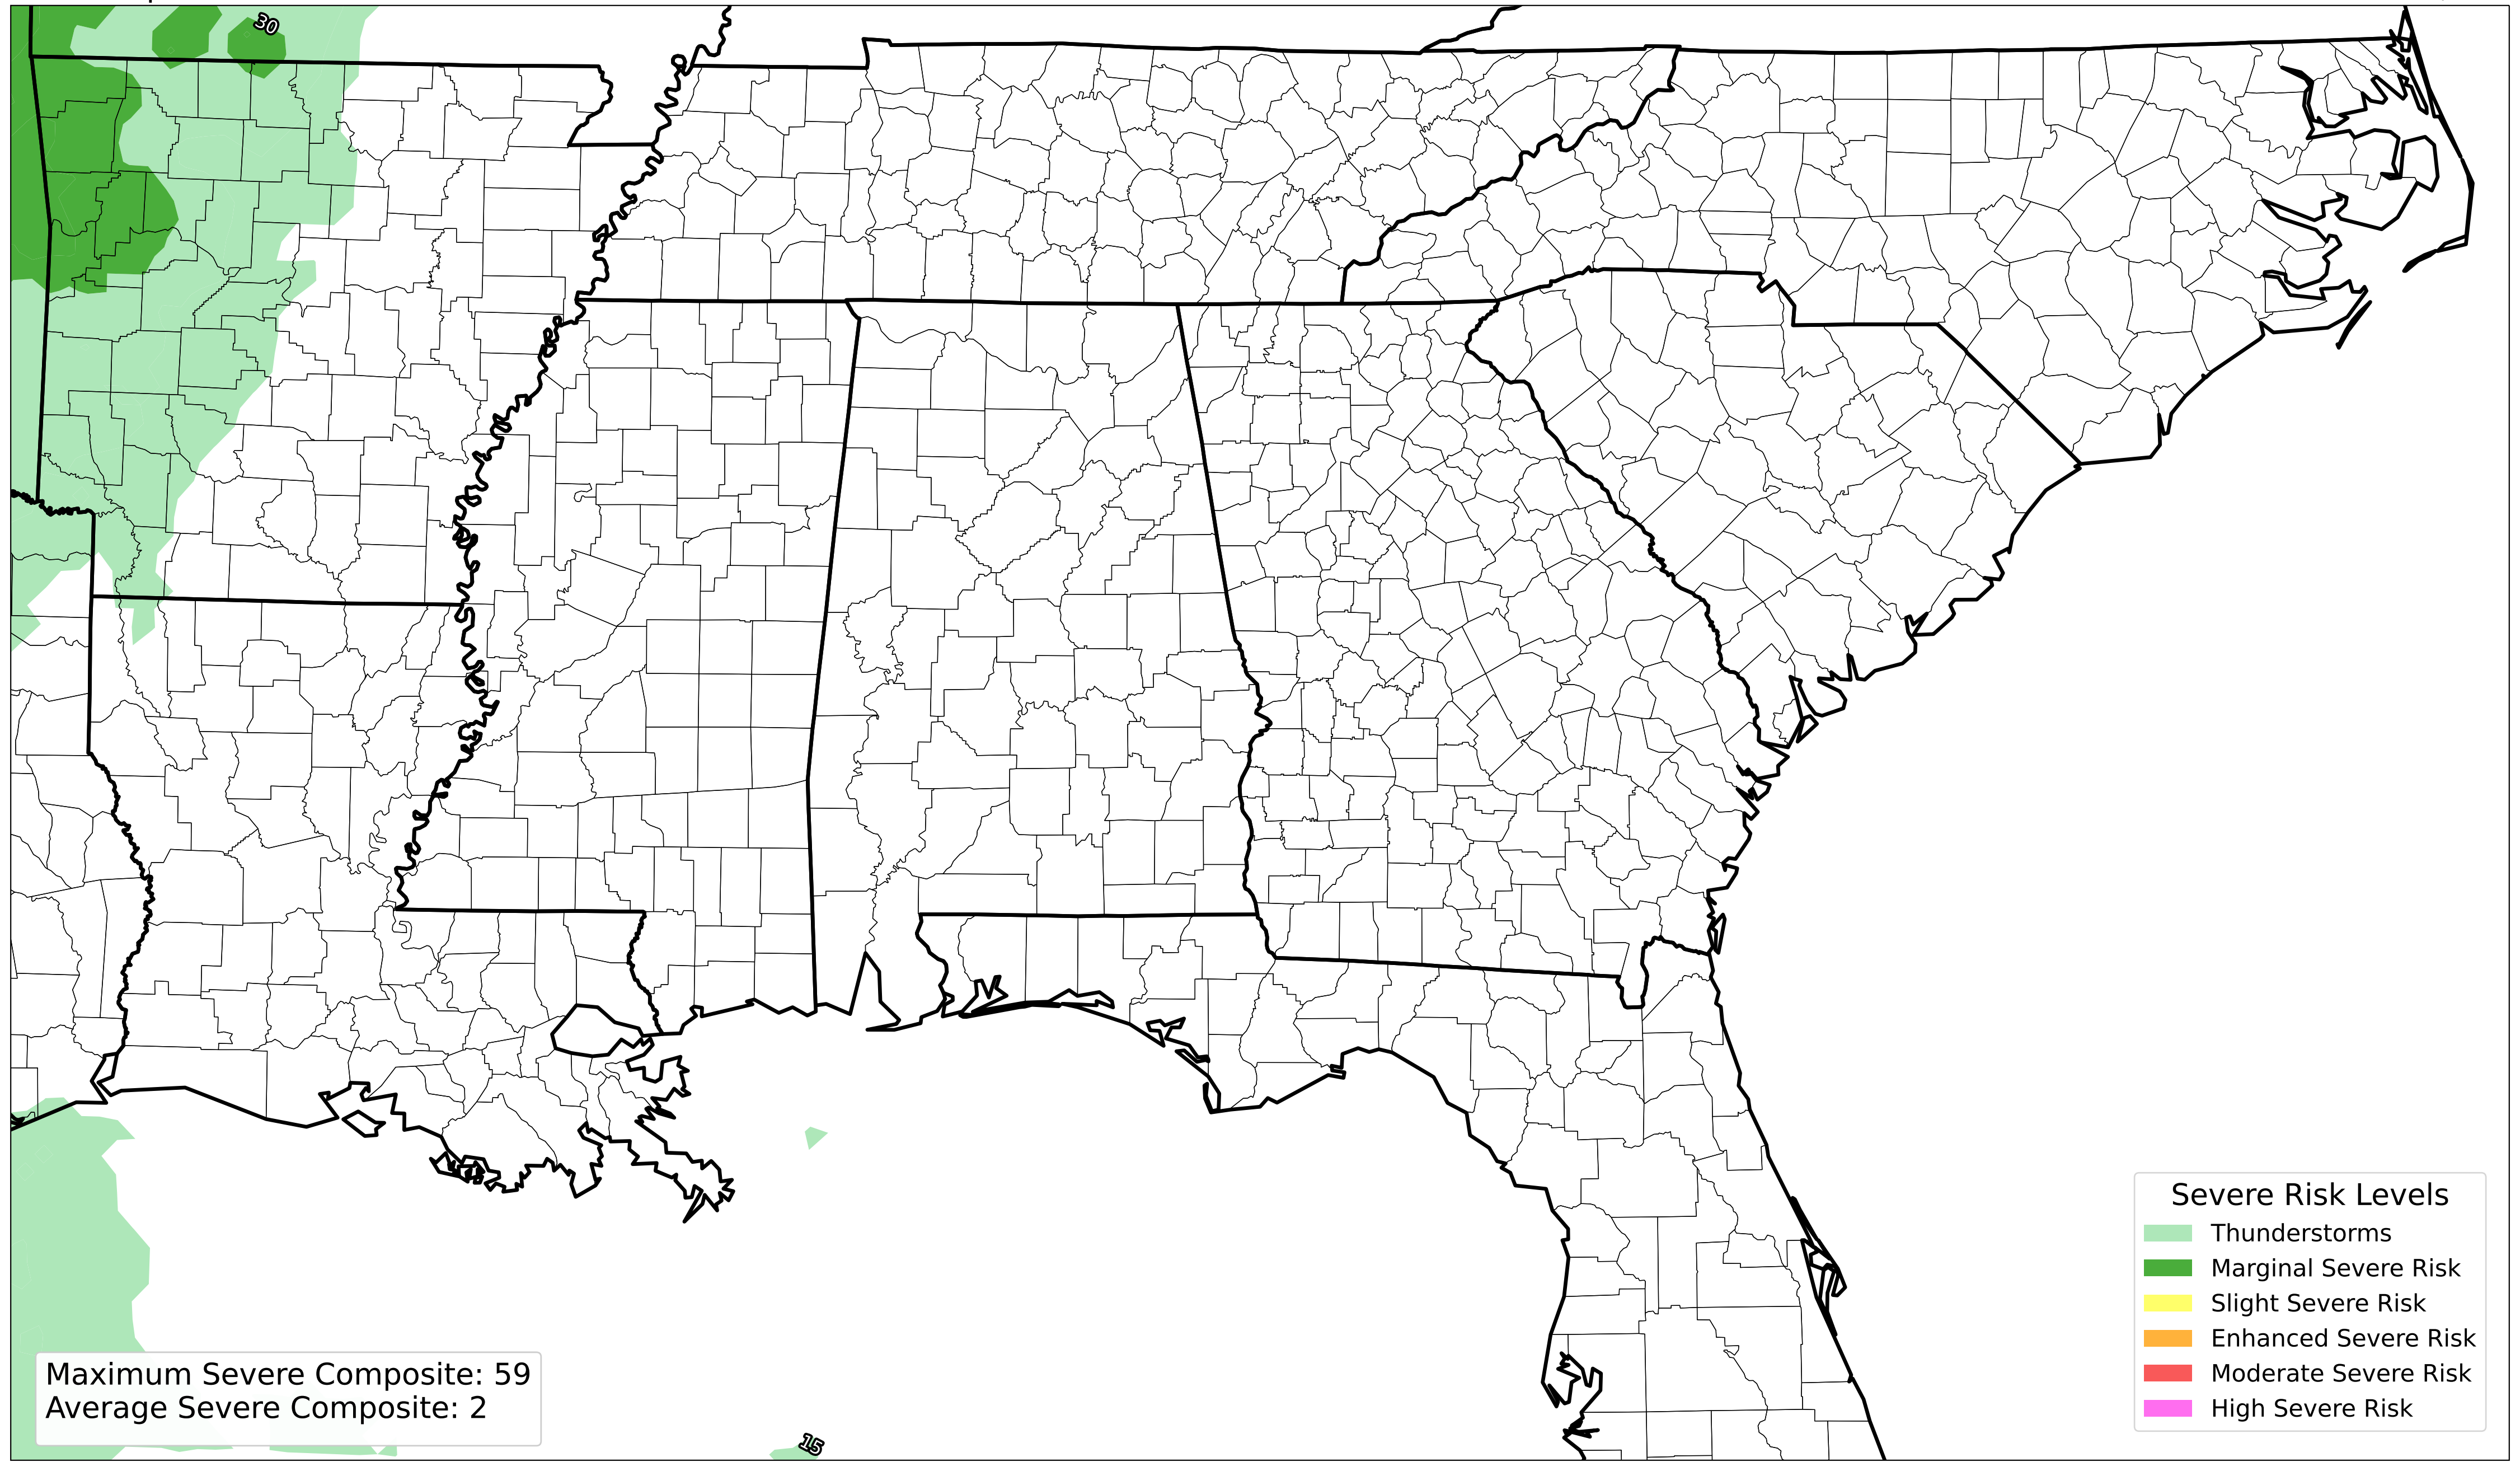 30
Severe Risk Levels
Thunderstorms
Marginal Severe Risk
Slight Severe Risk
Enhanced Severe Risk
Moderate Severe Risk
High Severe Risk
Maximum Severe Composite: 59
Average Severe Composite: 2
15